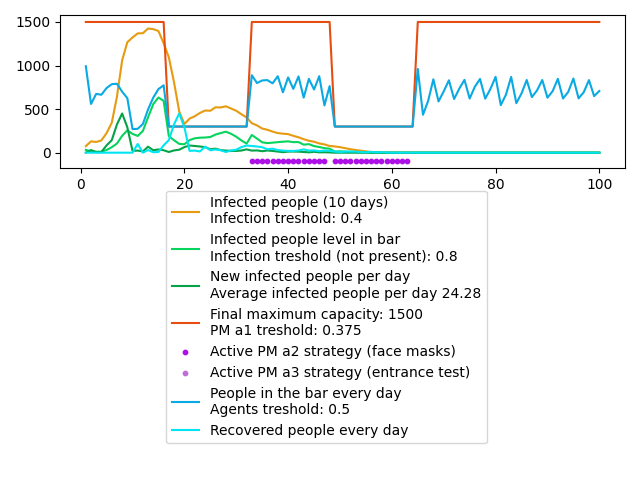 1500
1000
500
0
0 20 40 60 80 100
Infected people (10 days)
Infection treshold: 0.4
Infected people level in bar
Infection treshold (not present): 0.8
New infected people per day
Average infected people per day 24.28
Final maximum capacity: 1500
PM a1 treshold: 0.375
Active PM a2 strategy (face masks)
Active PM a3 strategy (entrance test)
People in the bar every day
Agents treshold: 0.5
Recovered people every day